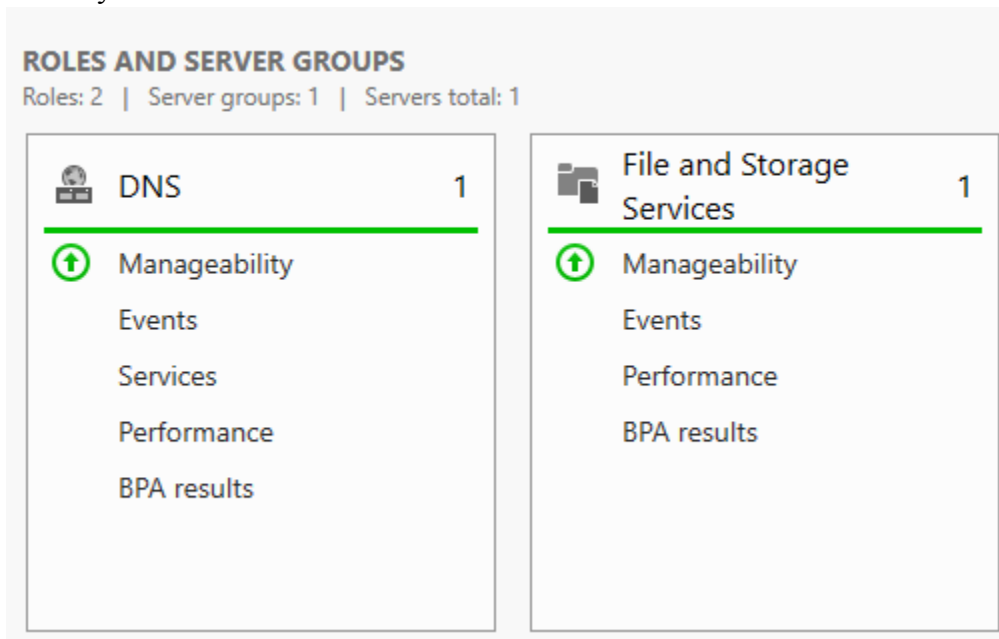 ROLES AND SERVER GROUPS
Roles: 2 | Server groups: 1 | Servers total: 1
DNS 1
Manageability
Events
Services
Performance
BPA results
File and Storage
Services 1
Manageability
Events
Performance
BPA results